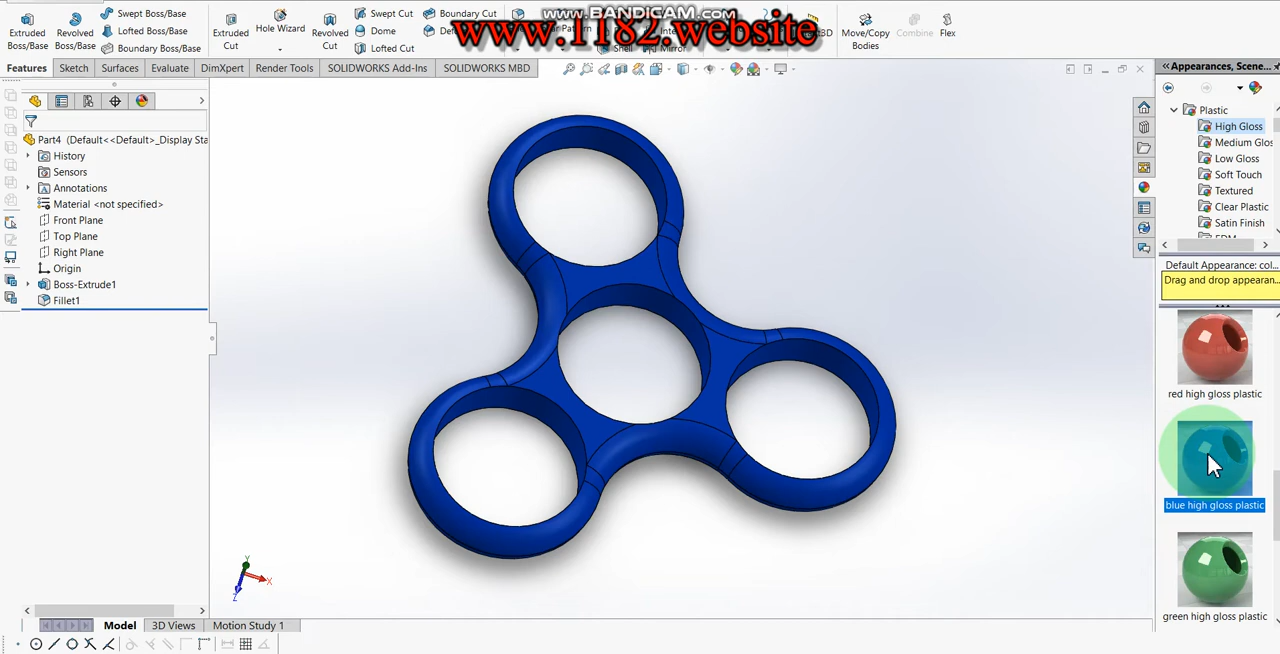 www.BANDICAM.com
www.1182.website
Extruded Boss/Base
Revolved Boss/Base
Swept Boss/Base
Lofted Boss/Base
Boundary Boss/Base
Extruded Cut
Hole Wizard
Revolved Cut
Swept Cut
Dome
Lofted Cut
Boundary Cut
Shell
Mirror
Move/Copy Bodies
Combine
Flex
Features
Sketch
Surfaces
Evaluate
DimXpert
Render Tools
SOLIDWORKS Add-Ins
SOLIDWORKS MBD
Part4 (Default<<Default>_Display Sta
History
Sensors
Annotations
Material <not specified>
Front Plane
Top Plane
Right Plane
Origin
Boss-Extrude1
Fillet1
Y
X
Z
Model
3D Views
Motion Study 1
Appearances, Scene...
Plastic
High Gloss
Medium Glos
Low Gloss
Soft Touch
Textured
Clear Plastic
Satin Finish
Default Appearance: col...
Drag and drop appearan...
red high gloss plastic
blue high gloss plastic
green high gloss plastic